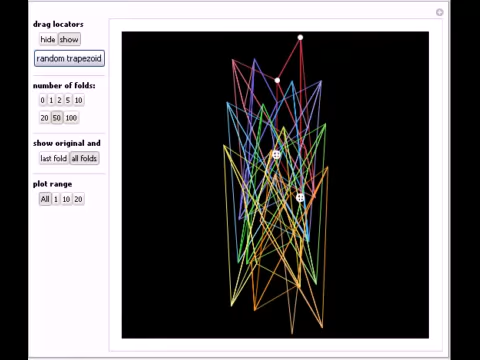 drag locators
hide show
random trapezoid
number of folds:
0 1 2 5 10
20 50 100
show original and
last fold all folds
plot range
All 1 10 20